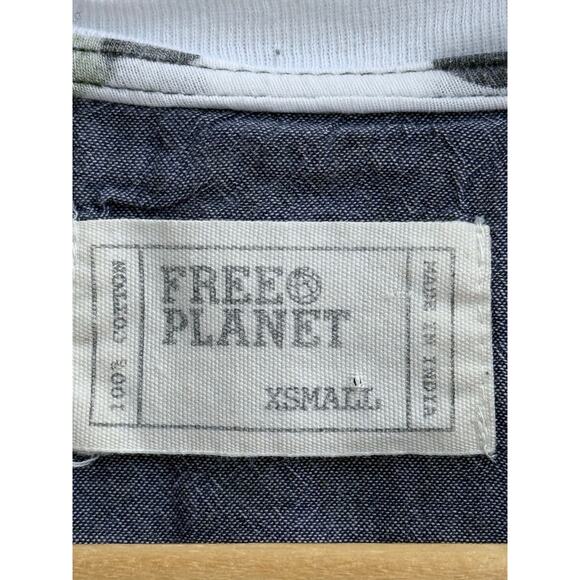 100% COTTON
FREE
PLANET
XSMALL
MADE IN INDIA